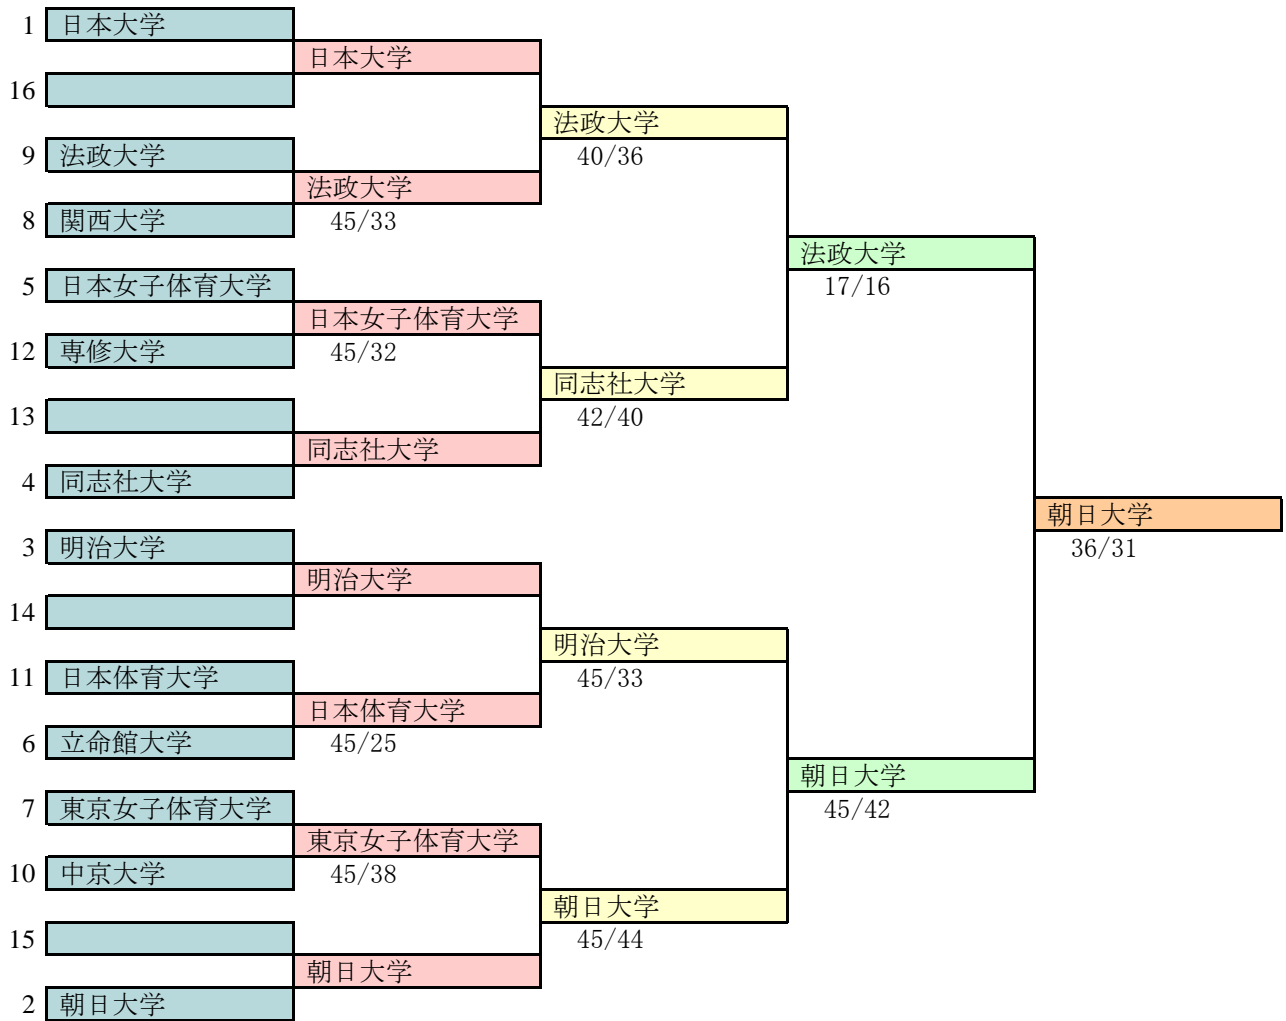 1 日本大学
日本大学
16
法政大学
40/36
9 法政大学
法政大学
8 関西大学
45/33
法政大学
17/16
5 日本女子体育大学
日本女子体育大学
12 専修大学
45/32
同志社大学
42/40
13
同志社大学
4 同志社大学
朝日大学
36/31
3 明治大学
明治大学
14
明治大学
45/33
11 日本体育大学
日本体育大学
6 立命館大学
45/25
朝日大学
45/42
7 東京女子体育大学
東京女子体育大学
10 中京大学
45/38
朝日大学
45/44
15
朝日大学
2 朝日大学